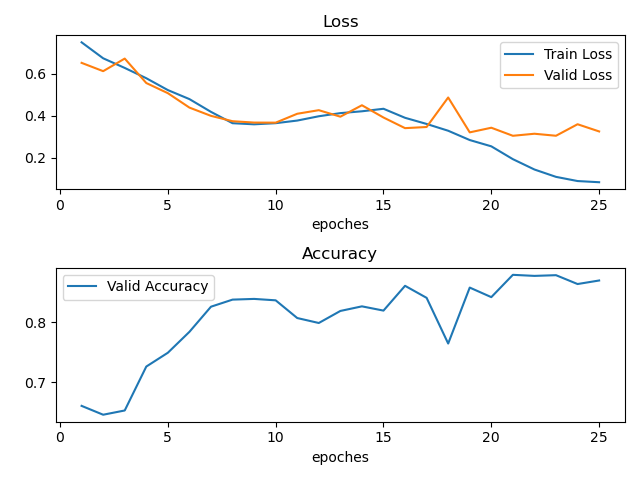 Loss
Train Loss
Valid Loss
0.6
0.4
0.2
0 5 10 15 20 25
epoches
Accuracy
Valid Accuracy
0.8
0.7
0 5 10 15 20 25
epoches